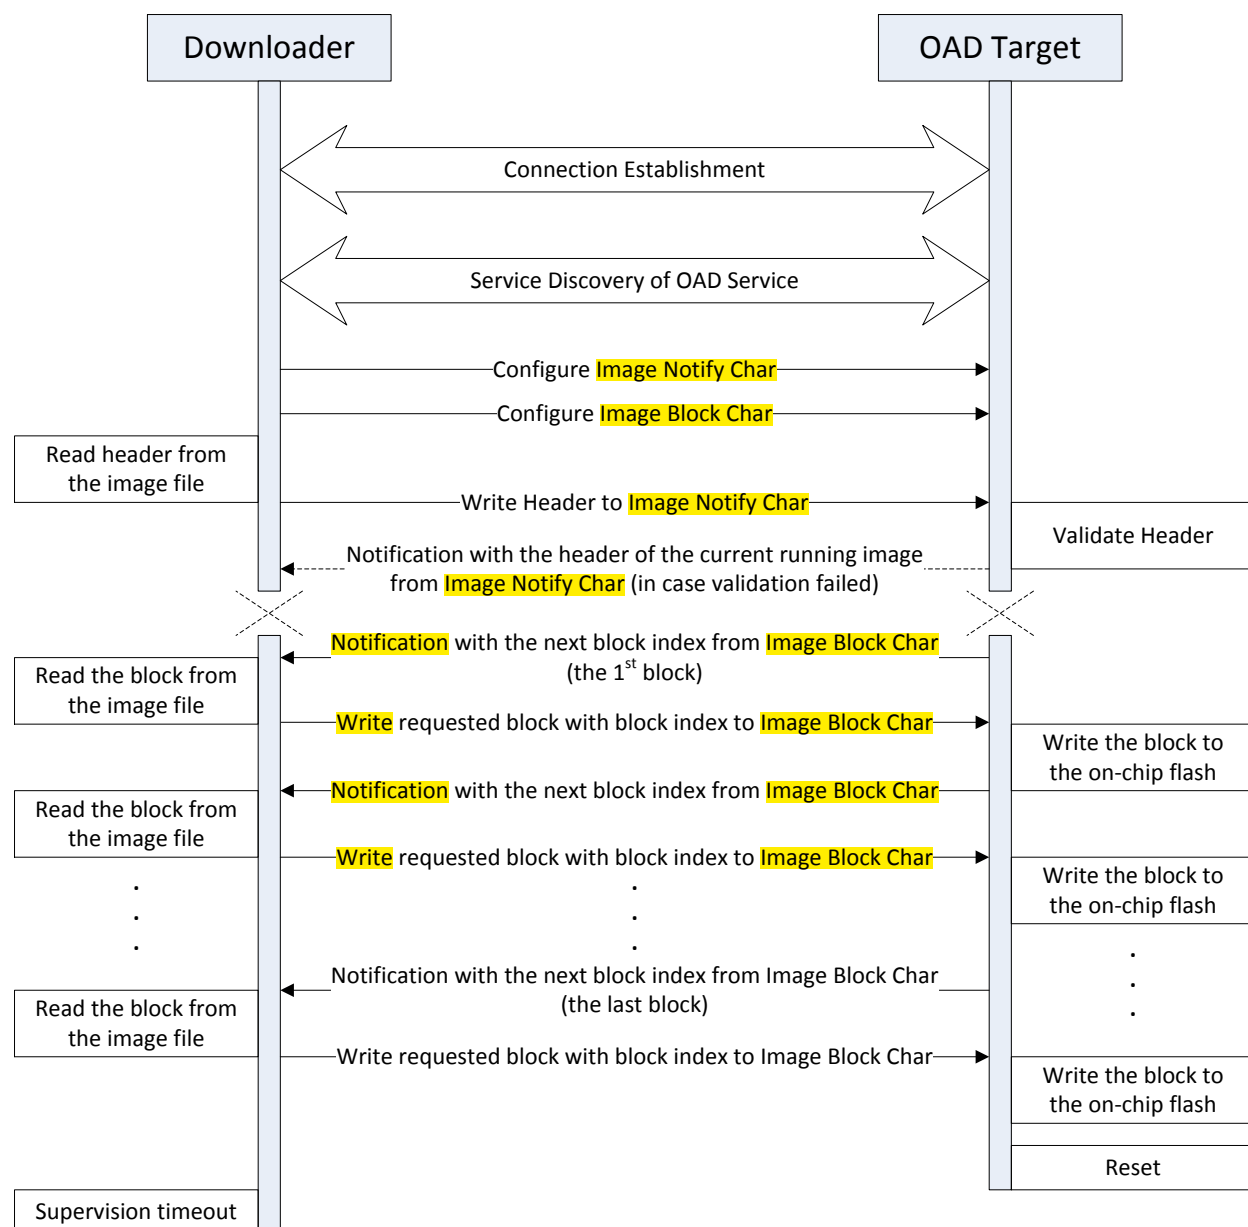 Downloader
OAD Target
Connection Establishment
Service Discovery of OAD Service
Configure Image Notify Char
Configure Image Block Char
Read header from
the image file
Write Header to Image Notify Char
Validate Header
Notification with the header of the current running image
from Image Notify Char (in case validation failed)
Notification with the next block index from Image Block Char
(the 1st block)
Read the block from
the image file
Write requested block with block index to Image Block Char
Write the block to
the on-chip flash
Notification with the next block index from Image Block Char
Read the block from
the image file
Write requested block with block index to Image Block Char
Write the block to
the on-chip flash
Notification with the next block index from Image Block Char
(the last block)
Read the block from
the image file
Write requested block with block index to Image Block Char
Write the block to
the on-chip flash
Reset
Supervision timeout